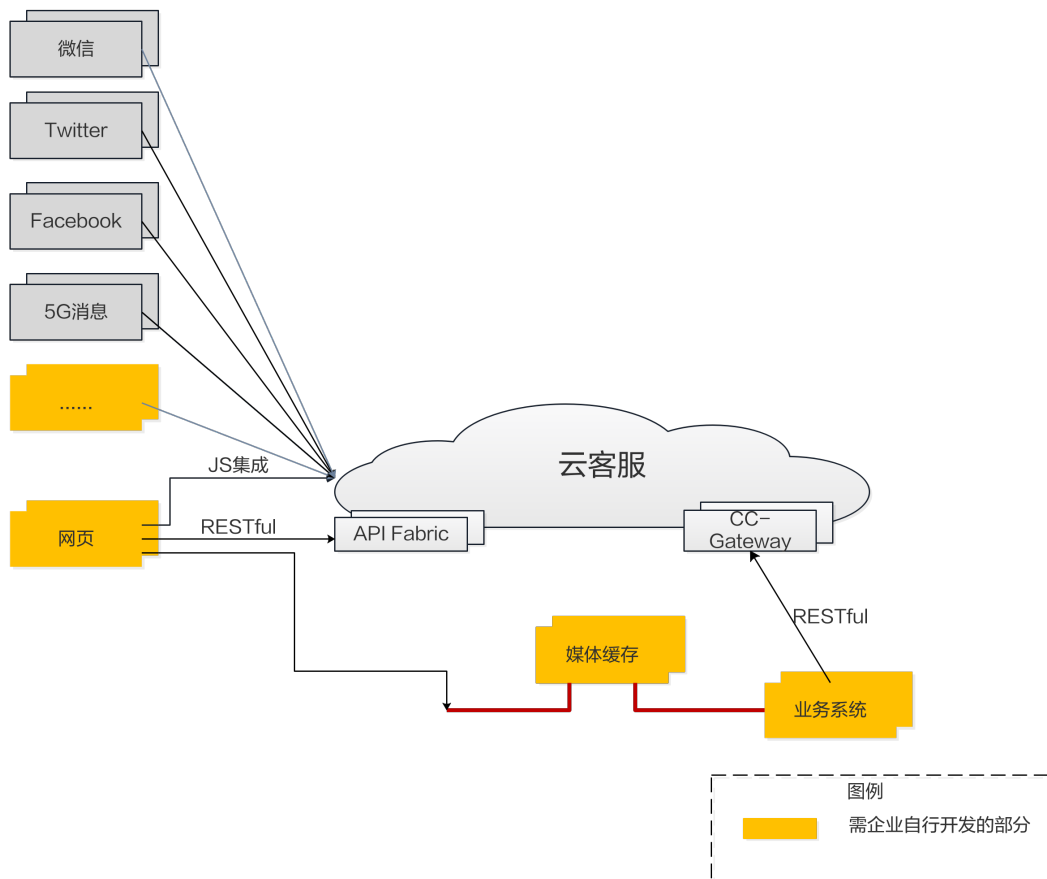 微信
Twitter
Facebook
5G消息
......
JS集成
云客服
RESTful
网页
API Fabric
CC-
Gateway
RESTful
媒体缓存
业务系统
图例
需企业自行开发的部分